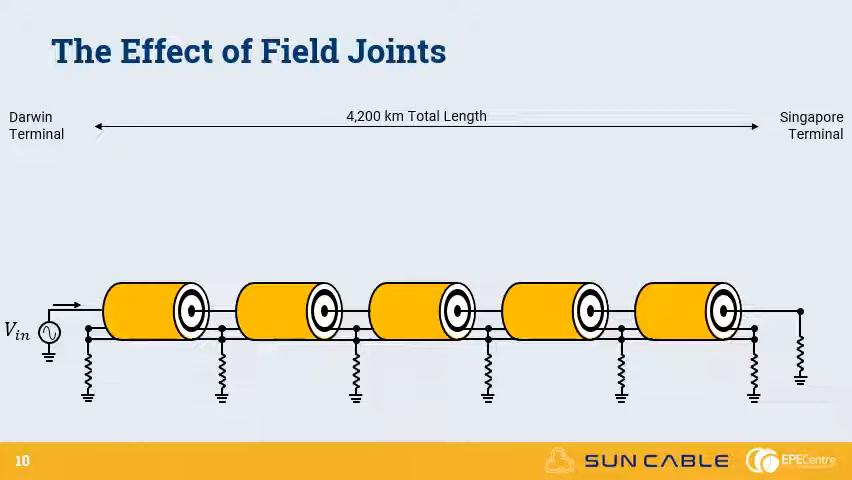 The Effect of Field Joints
Darwin
Terminal
4,200 km Total Length
Singapore
Terminal
Vin
10
SUN CABLE
EPECentre